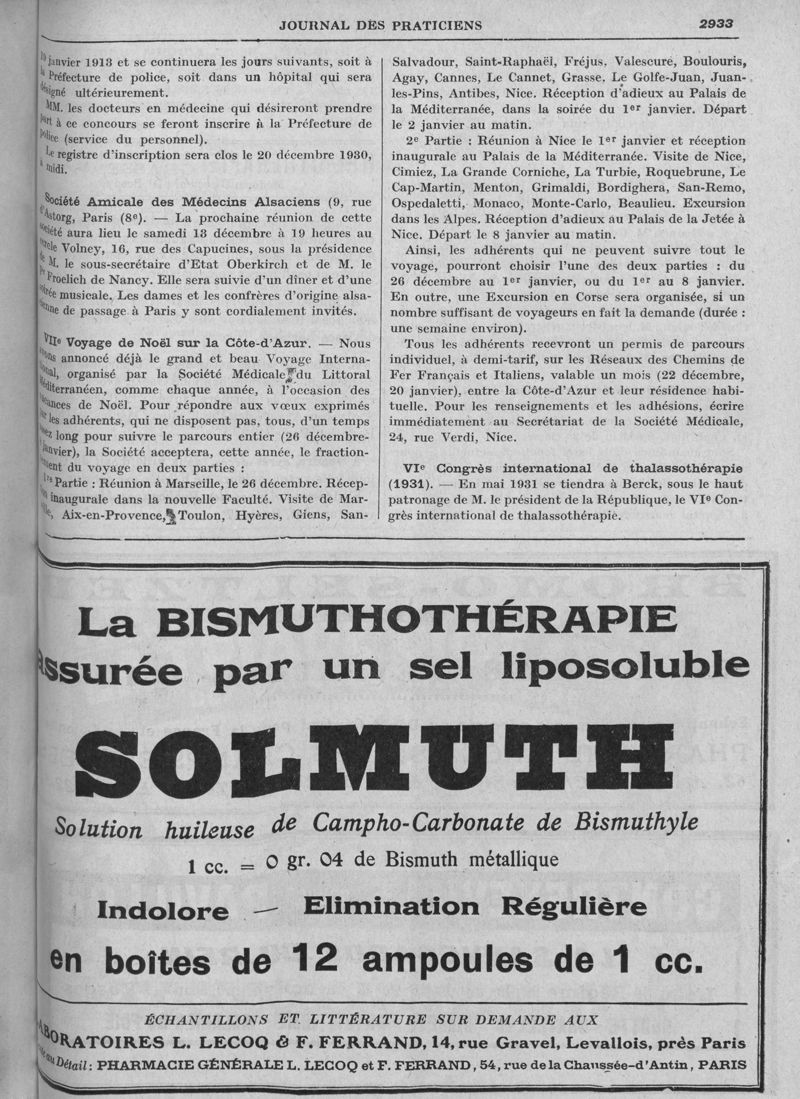 JOURNAL DES PRATICIENS
2933
janvier 1913 et se continuera les jours suivants, soit à
la Préfecture de police, soit dans un hôpital qui sera
désigné ultérieurement.
MM. les docteurs en médecine qui désireront prendre
part à ce concours se feront inscrire à la Préfecture de
police (service du personnel).
Le registre d'inscription sera clos le 20 décembre 1930,
à midi.
Société Amicale des Médecins Alsaciens (9, rue
d'Astorg, Paris (8e). — La prochaine réunion de cette
société aura lieu le samedi 13 décembre à 19 heures au
cercle Volney, 16, rue des Capucines, sous la présidence
de M. le sous-secrétaire d'Etat Oberkirch et de M. le
Pr Froelich de Nancy. Elle sera suivie d'un dîner et d'une
soirée musicale. Les dames et les confrères d'origine alsa-
cienne de passage à Paris y sont cordialement invités.
VIIe Voyage de Noël sur la Côte-d'Azur. — Nous
avons annoncé déjà le grand et beau Voyage Interna-
tional, organisé par la Société Médicale du Littoral
Méditerranéen, comme chaque année, à l'occasion des
vacances de Noël. Pour répondre aux vœux exprimés
par les adhérents, qui ne disposent pas, tous, d'un temps
assez long pour suivre le parcours entier (26 décembre-
janvier), la Société acceptera, cette année, le fraction-
nement du voyage en deux parties :
1re Partie : Réunion à Marseille, le 26 décembre. Récep-
tion inaugurale dans la nouvelle Faculté. Visite de Mar-
seille, Aix-en-Provence, Toulon, Hyères, Giens, San-
Salvadour, Saint-Raphaël, Fréjus, Valescure, Boulouris,
Agay, Cannes, Le Cannet, Grasse, Le Golfe-Juan, Juan-
les-Pins, Antibes, Nice. Réception d'adieux au Palais de
la Méditerranée, dans la soirée du 1er janvier. Départ
le 2 janvier au matin.
2e Partie : Réunion à Nice le 1er janvier et réception
inaugurale au Palais de la Méditerranée. Visite de Nice,
Cimiez, La Grande Corniche, La Turbie, Roquebrune, Le
Cap-Martin, Menton, Grimaldi, Bordighera, San-Remo,
Ospedaletti, Monaco, Monte-Carlo, Beaulieu. Excursion
dans les Alpes. Réception d'adieux au Palais de la Jetée à
Nice. Départ le 8 janvier au matin.
Ainsi, les adhérents qui ne peuvent suivre tout le
voyage, pourront choisir l'une des deux parties : du
26 décembre au 1er janvier, ou du 1er au 8 janvier.
En outre, une Excursion en Corse sera organisée, si un
nombre suffisant de voyageurs en fait la demande (durée :
une semaine environ).
Tous les adhérents recevront un permis de parcours
individuel, à demi-tarif, sur les Réseaux des Chemins de
Fer Français et Italiens, valable un mois (22 décembre,
20 janvier), entre la Côte-d'Azur et leur résidence habi-
tuelle. Pour les renseignements et les adhésions, écrire
immédiatement au Secrétariat de la Société Médicale,
24, rue Verdi, Nice.
VIe Congrès international de thalassothérapie
(1931). — En mai 1931 se tiendra à Berck, sous le haut
patronage de M. le président de la République, le VIe Con-
grès international de thalassothérapie.
La BISMUTHOTHÉRAPIE
assurée par un sel liposoluble
SOLMUTH
Solution huileuse de Campho-Carbonate de Bismuthyle
1 cc. = 0 gr. 04 de Bismuth métallique
Indolore — Elimination Régulière
en boîtes de 12 ampoules de 1 cc.
ÉCHANTILLONS ET LITTÉRATURE SUR DEMANDE AUX
LABORATOIRES L. LECOQ & F. FERRAND, 14, rue Gravel, Levallois, près Paris
Détail : PHARMACIE GÉNÉRALE L. LECOQ et F. FERRAND, 54, rue de la Chaussée-d'Antin, PARIS